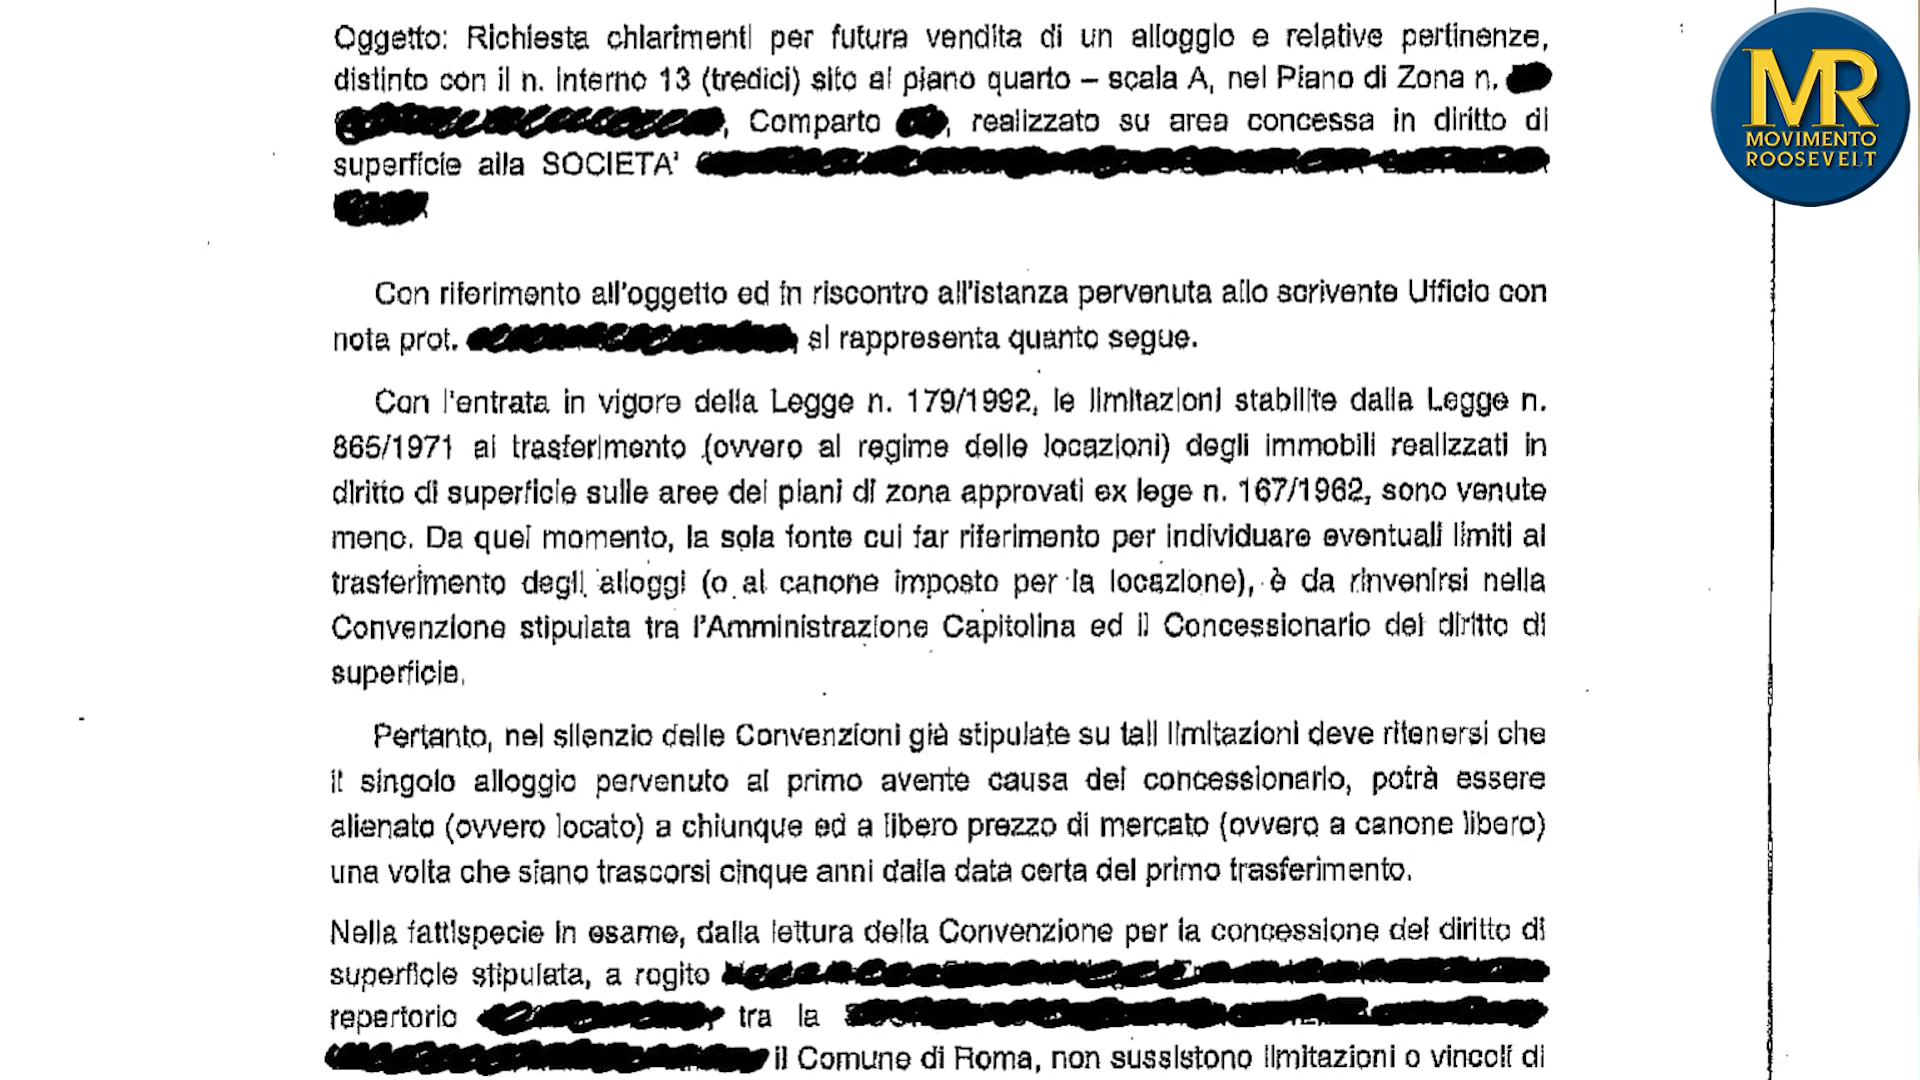 Oggetto: Richiesta chiarimenti per futura vendita di un alloggio e relative pertinenze,
distinto con il n. interno 13 (tredici) sito al piano quarto – scala A, nel Piano di Zona n.
, Comparto , realizzato su area concessa in diritto di
superficie alla SOCIETA'
Con riferimento all'oggetto ed in riscontro all'istanza pervenuta allo scrivente Ufficio con
nota prot. si rappresenta quanto segue.
Con l'entrata in vigore della Legge n. 179/1992, le limitazioni stabilite dalla Legge n.
865/1971 al trasferimento (ovvero al regime delle locazioni) degli immobili realizzati in
diritto di superficie sulle aree dei piani di zona approvati ex lege n. 167/1962, sono venute
meno. Da quel momento, la sola fonte cui far riferimento per individuare eventuali limiti al
trasferimento degli alloggi (o al canone imposto per la locazione), è da rinvenirsi nella
Convenzione stipulata tra l'Amministrazione Capitolina ed il Concessionario del diritto di
superficie.
Pertanto, nel silenzio delle Convenzioni già stipulate su tali limitazioni deve ritenersi che
il singolo alloggio pervenuto al primo avente causa del concessionario, potrà essere
alienato (ovvero locato) a chiunque ed a libero prezzo di mercato (ovvero a canone libero)
una volta che siano trascorsi cinque anni dalla data certa del primo trasferimento.
Nella fattispecie in esame, dalla lettura della Convenzione per la concessione del diritto di
superficie stipulata, a rogito
repertorio tra la
il Comune di Roma, non sussistono limitazioni o vincoli di
MR
MOVIMENTO
ROOSEVELT